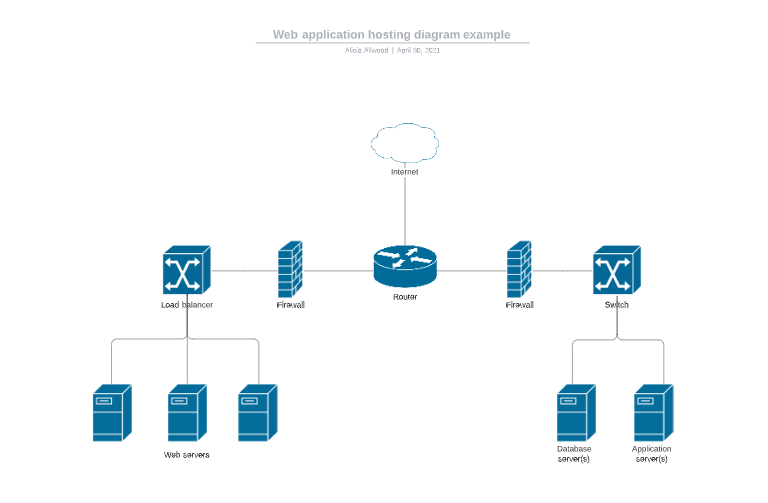 Web application hosting diagram example
Alicia Allwood | April 30, 2021
Internet
Load balancer
Firewall
Router
Firewall
Switch
Web servers
Database
server(s)
Application
server(s)